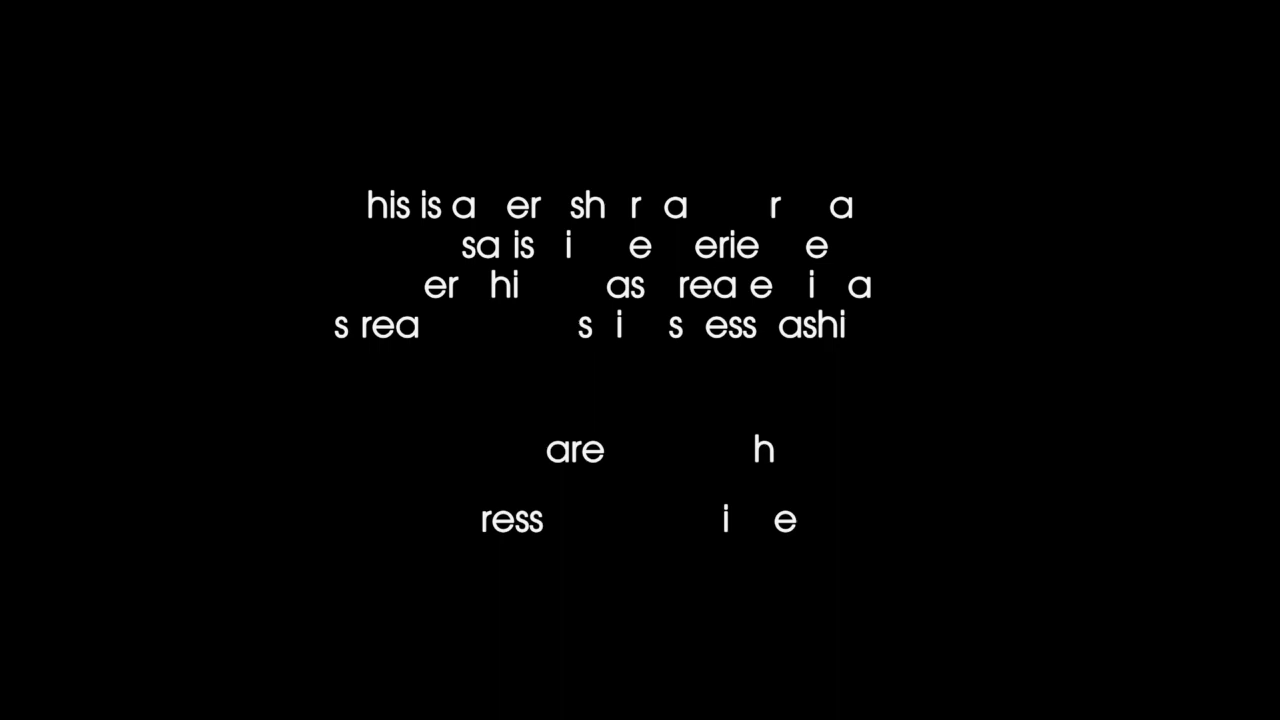 his is a er sh r a r a
sa is i e erie e
er hi as rea e i a
s rea s i s ess ashi
are h
ress i e